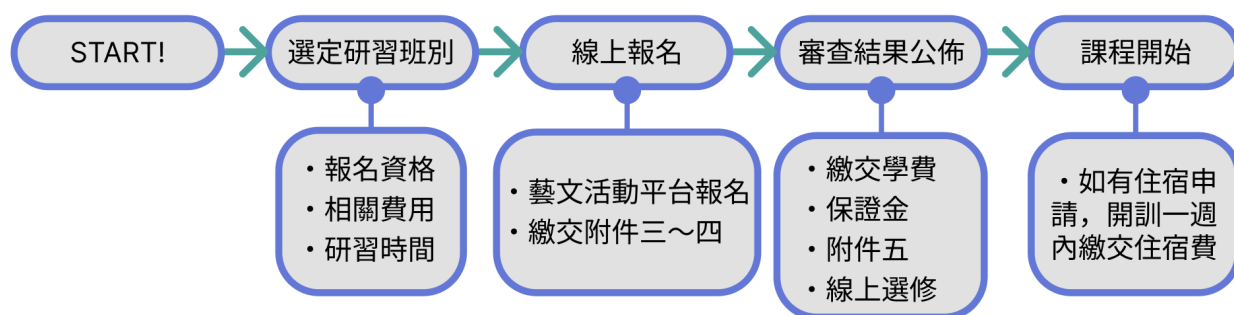 START!
選定研習班別
線上報名
審查結果公佈
課程開始
・報名資格
・相關費用
・研習時間
・藝文活動平台報名
・繳交附件三～四
・繳交學費
・保證金
・附件五
・線上選修
・如有住宿申
請，開訓一週
內繳交住宿費